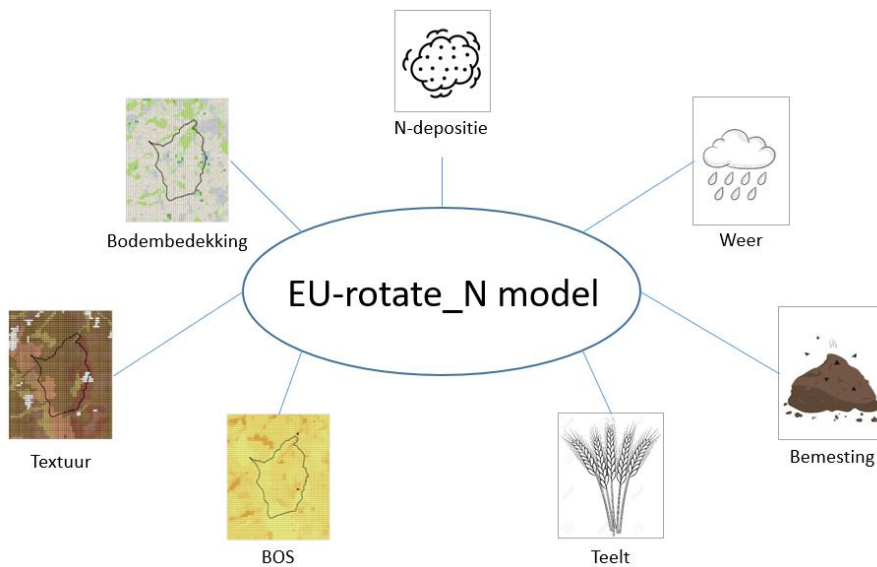 N-depositie
Bodembedekking
Weer
EU-rotate_N model
Textuur
Bemesting
BOS
Teelt